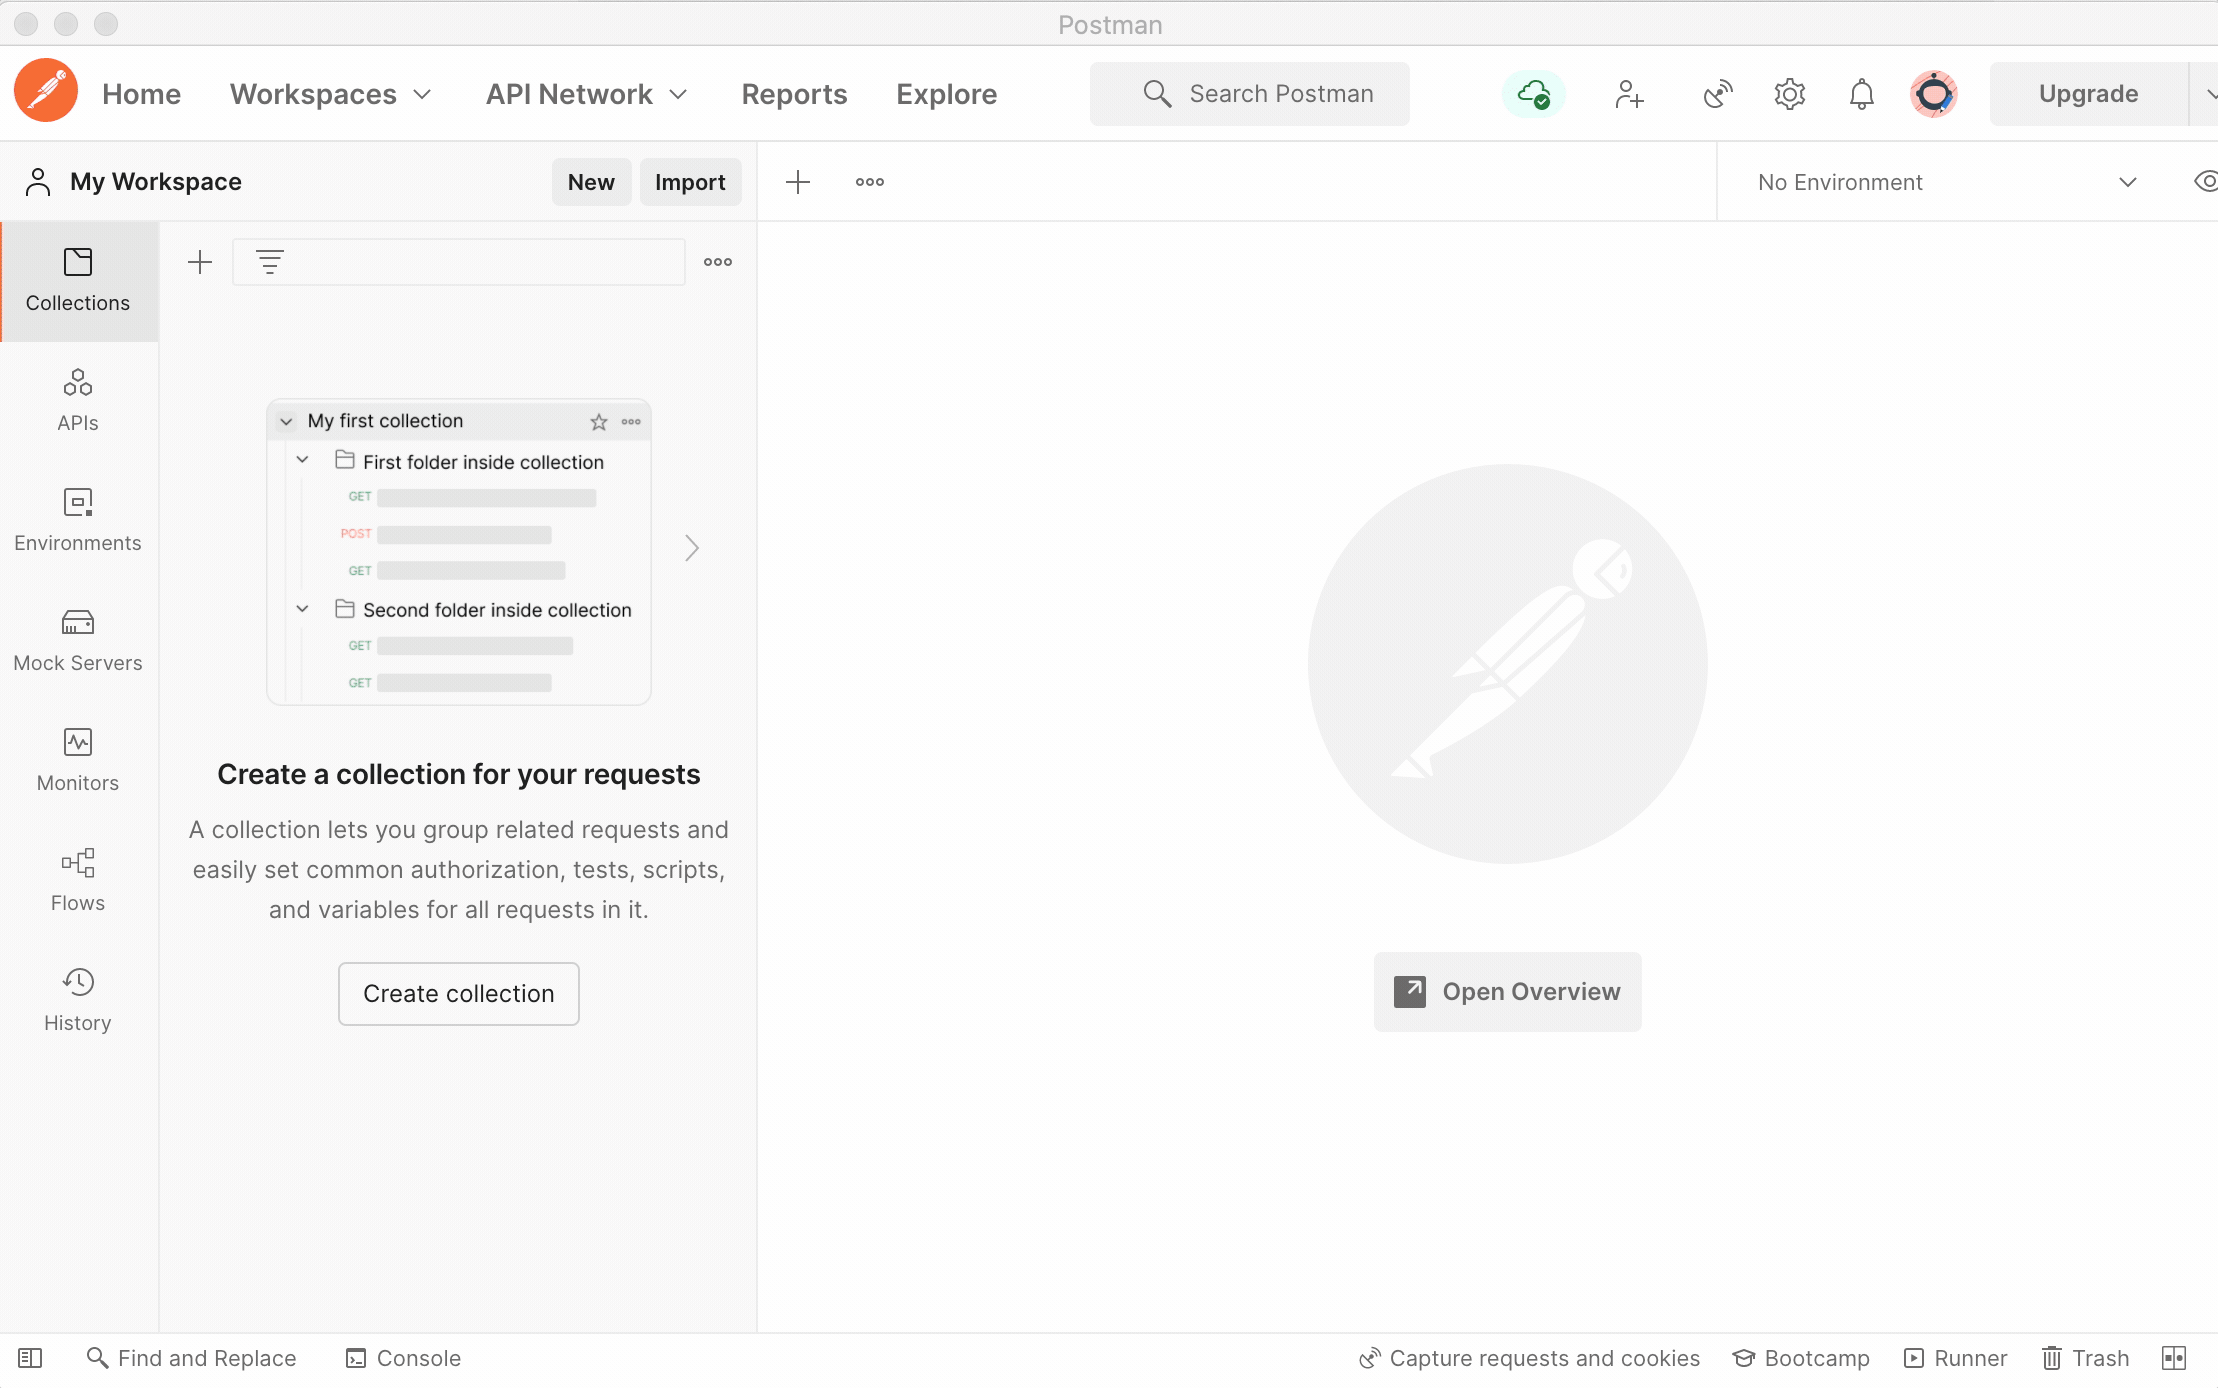 Postman
Home Workspaces API Network Reports Explore Search Postman Upgrade
My Workspace New Import No Environment
Collections
APIs
Environments
Mock Servers
Monitors
Flows
History
My first collection
First folder inside collection
GET
POST
GET
Second folder inside collection
GET
GET
Create a collection for your requests
A collection lets you group related requests and
easily set common authorization, tests, scripts,
and variables for all requests in it.
Create collection
Open Overview
Find and Replace Console Capture requests and cookies Bootcamp Runner Trash